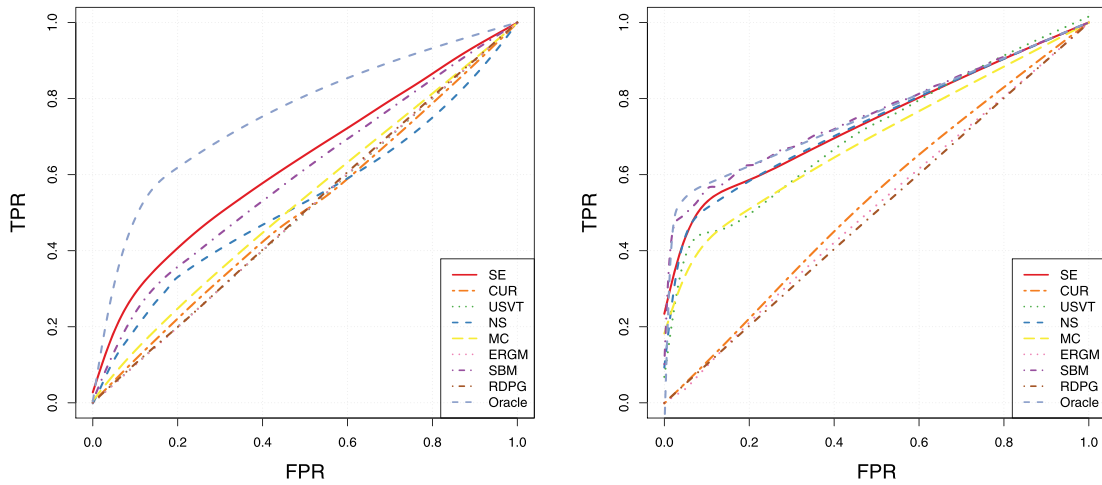 TPR
1.0
0.8
0.6
0.4
0.2
0.0
SE
CUR
USVT
NS
MC
ERGM
SBM
RDPG
Oracle
0.0 0.2 0.4 0.6 0.8 1.0
FPR
TPR
1.0
0.8
0.6
0.4
0.2
0.0
SE
CUR
USVT
NS
MC
ERGM
SBM
RDPG
Oracle
0.0 0.2 0.4 0.6 0.8 1.0
FPR